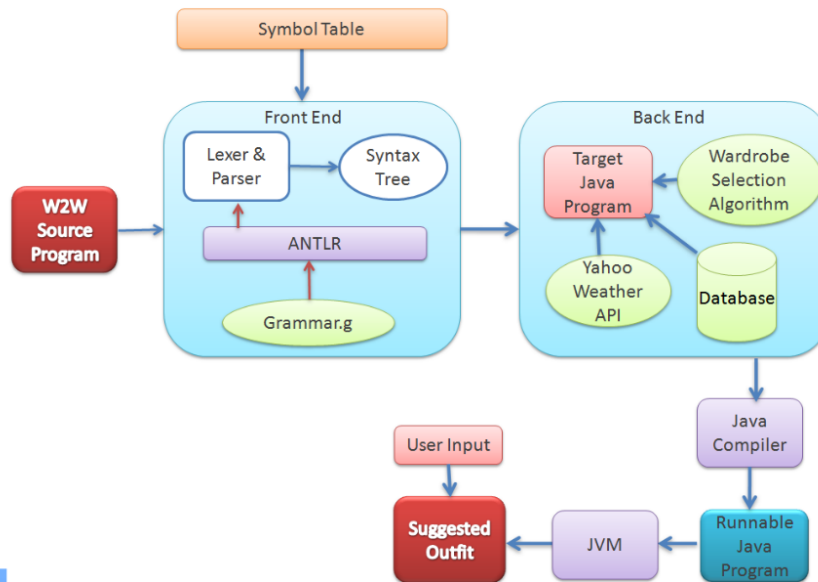 Symbol Table
Front End
Lexer &
Parser
Syntax
Tree
ANTLR
Grammar.g
W2W
Source
Program
Back End
Target
Java
Program
Wardrobe
Selection
Algorithm
Yahoo
Weather
API
Database
Java
Compiler
User Input
Suggested
Outfit
JVM
Runnable
Java
Program